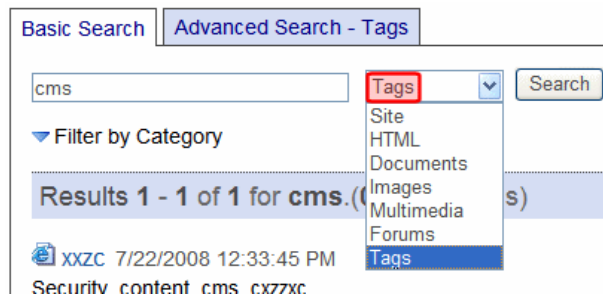 Basic Search
Advanced Search - Tags
cms
Tags
Search
Site
HTML
Documents
Images
Multimedia
Forums
Tags
Filter by Category
Results 1 - 1 of 1 for cms.(
s)
xxzc 7/22/2008 12:33:45 PM
Security content cms cxzzxc